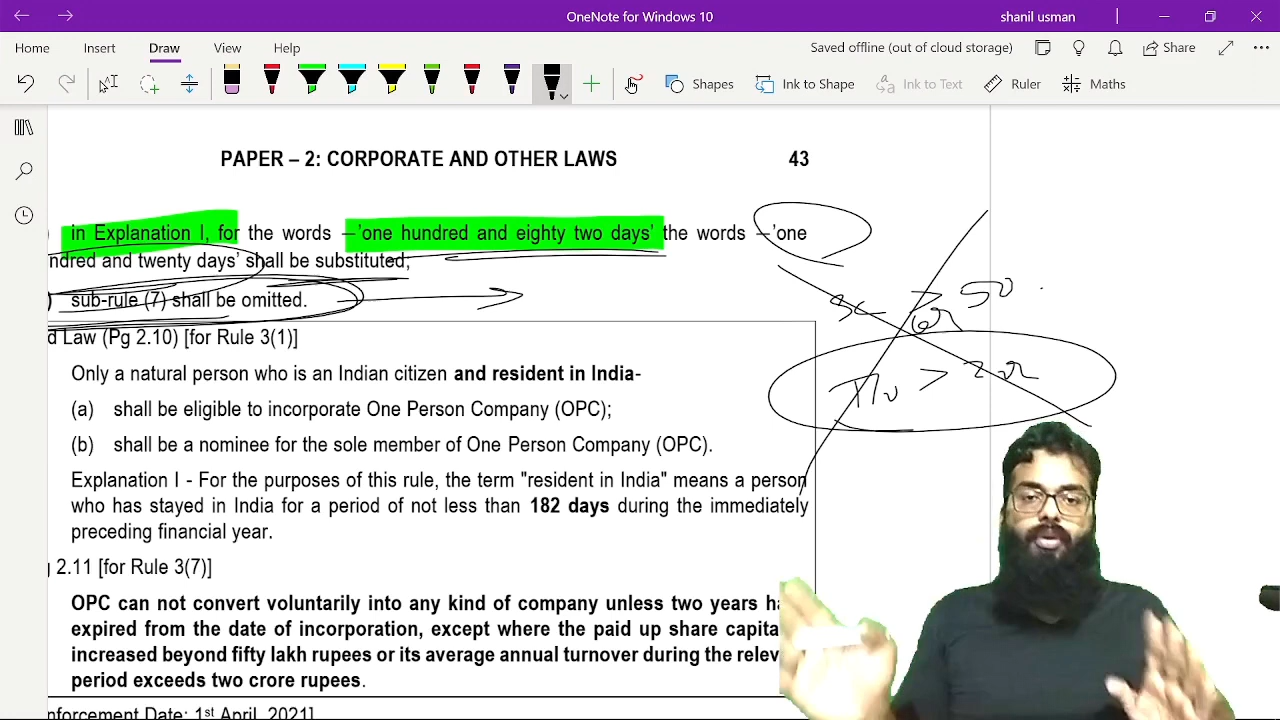 OneNote for Windows 10
shanil usman
Home Insert Draw View Help
Saved offline (out of cloud storage)
Share
Shapes
Ink to Shape
Ink to Text
Ruler
Maths
PAPER – 2: CORPORATE AND OTHER LAWS 43
in Explanation I, for the words –'one hundred and eighty two days' the words –'one
ndred and twenty days' shall be substituted;
sub-rule (7) shall be omitted.
d Law (Pg 2.10) [for Rule 3(1)]
Only a natural person who is an Indian citizen and resident in India-
(a) shall be eligible to incorporate One Person Company (OPC);
(b) shall be a nominee for the sole member of One Person Company (OPC).
Explanation I - For the purposes of this rule, the term "resident in India" means a person
who has stayed in India for a period of not less than 182 days during the immediately
preceding financial year.
2.11 [for Rule 3(7)]
OPC can not convert voluntarily into any kind of company unless two years ha
expired from the date of incorporation, except where the paid up share capita
increased beyond fifty lakh rupees or its average annual turnover during the relev
period exceeds two crore rupees.
nforcement Date: 1st April, 2021]
> 50